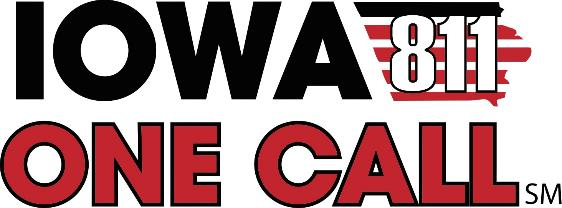 IOWA 811
ONE CALL SM